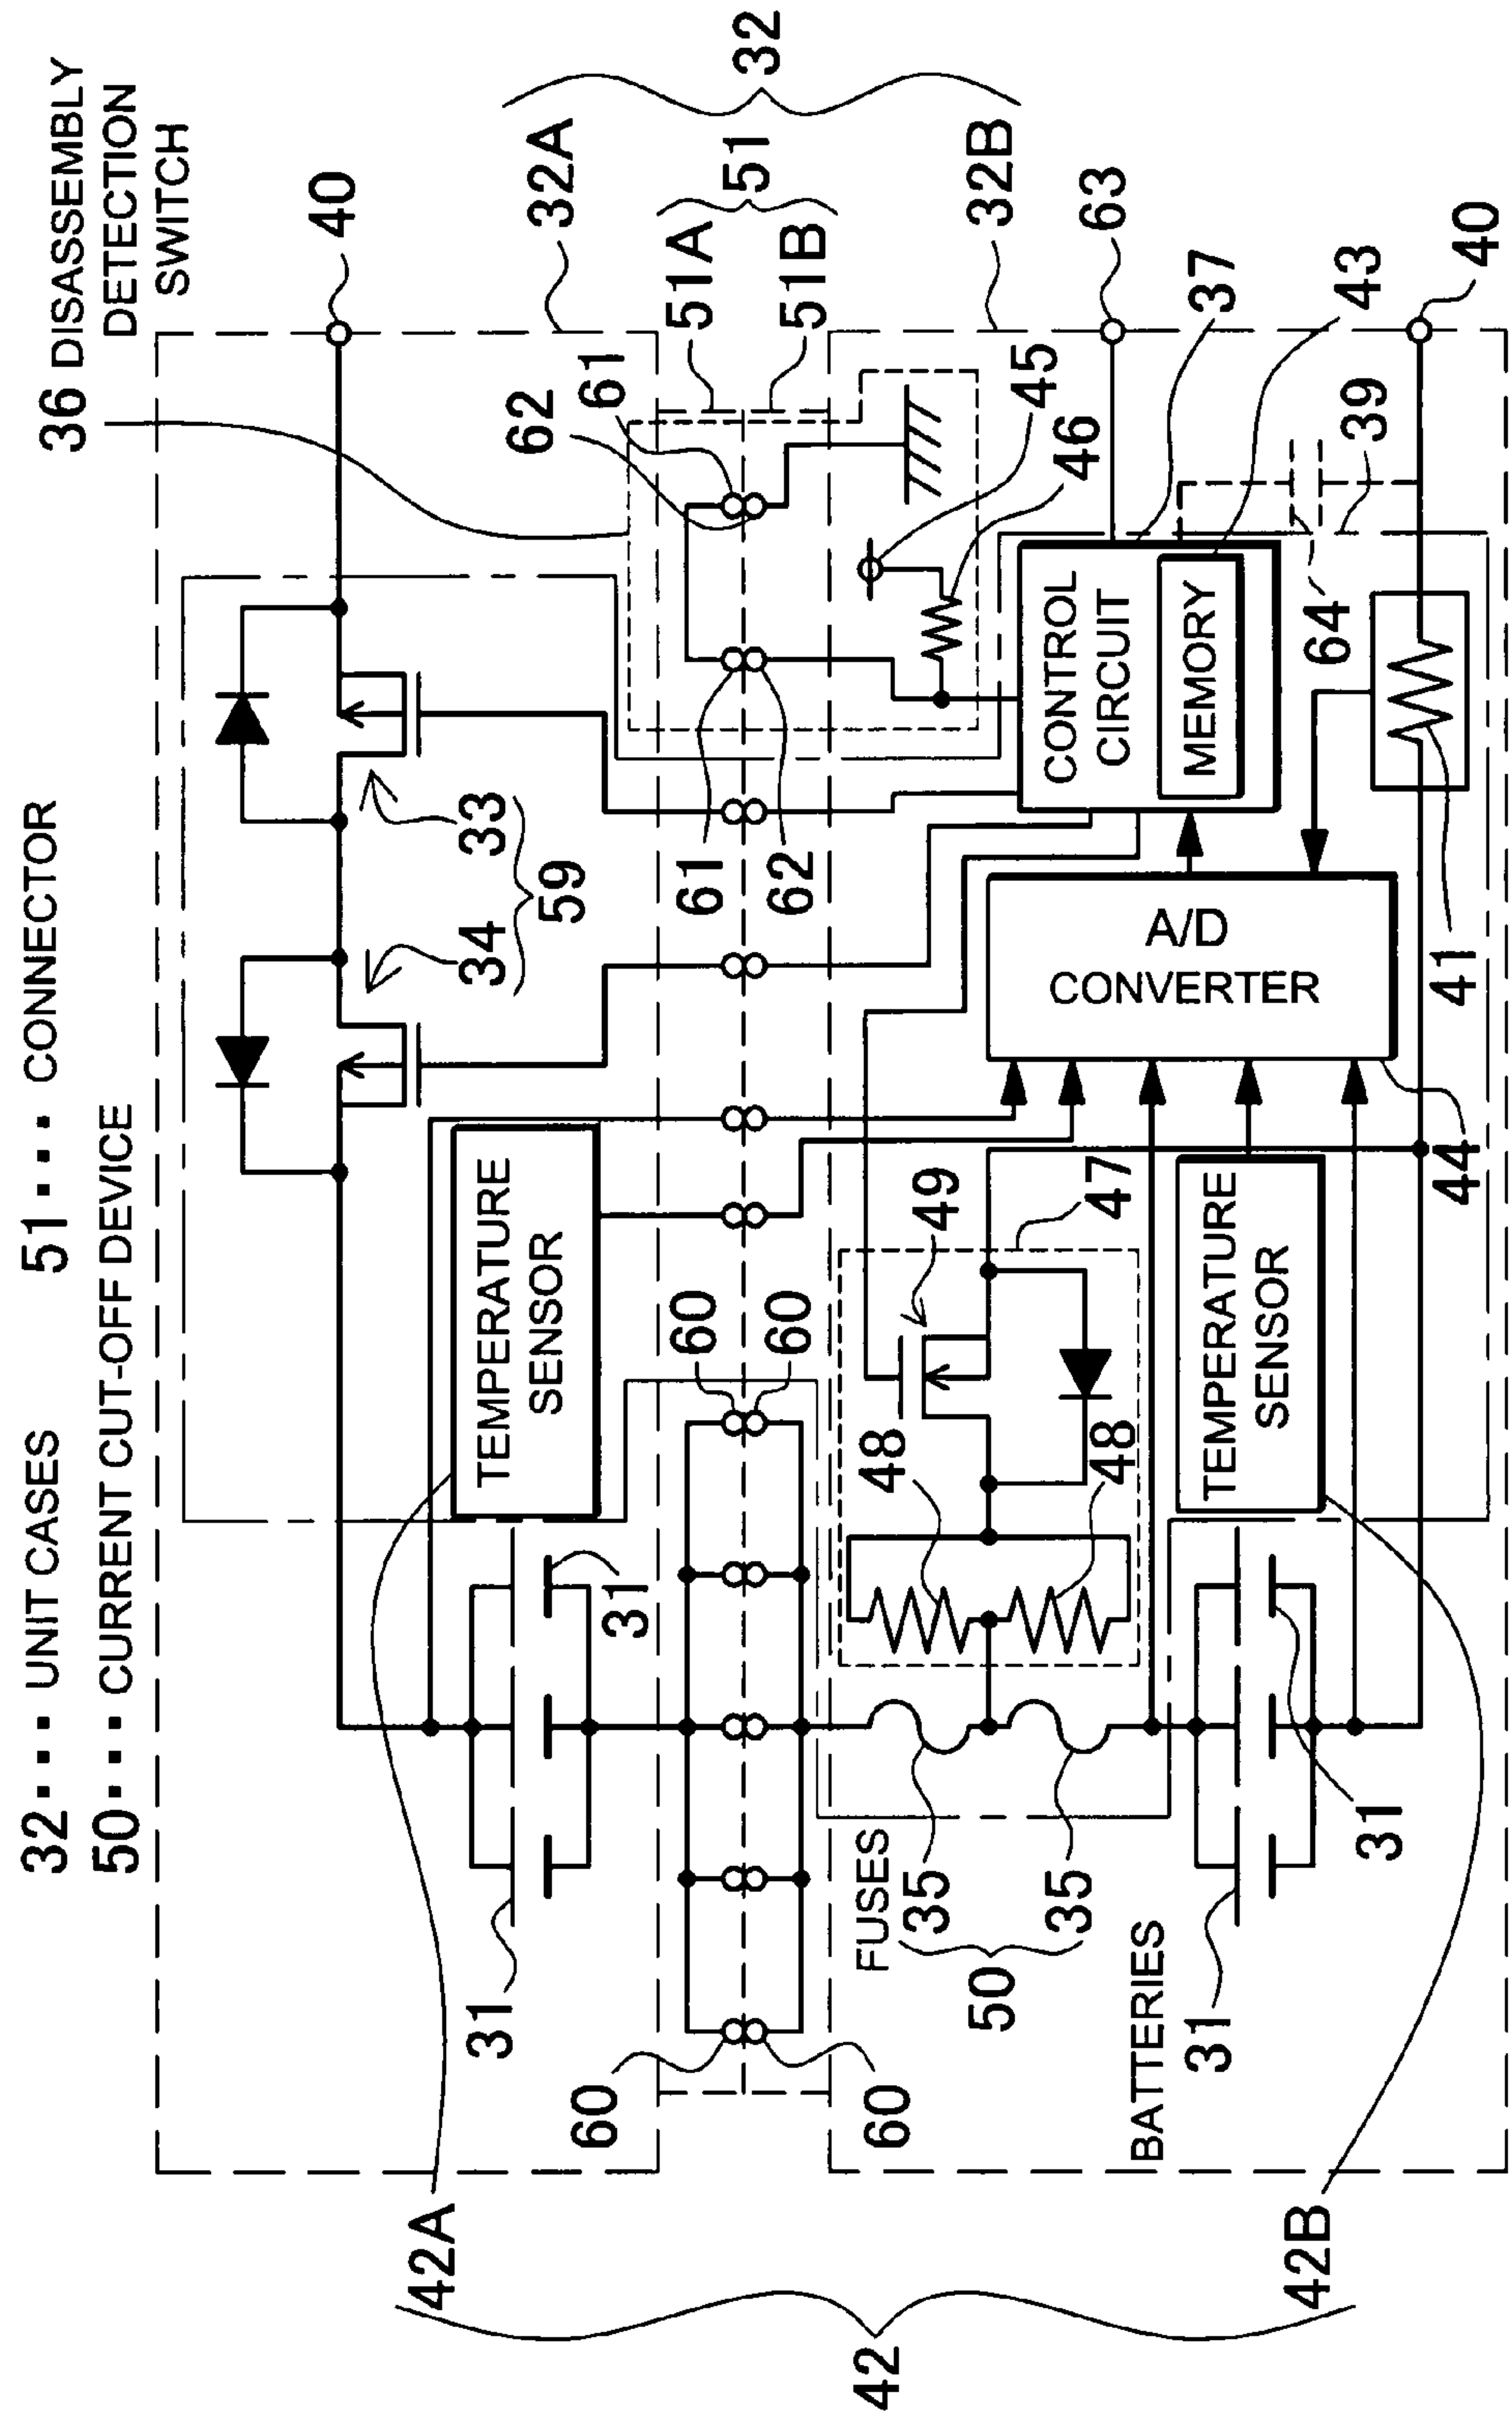 32・・・ UNIT CASES
51・・・ CONNECTOR
50・・・ CURRENT CUT-OFF DEVICE
36 DISASSEMBLY
DETECTION
SWITCH
40
32A
32
34
33
59
TEMPERATURE
SENSOR
31
31
42A
62
61
51A
51B
51
61
62
60
60
60
60
32B
63
37
43
40
45
46
39
64
CONTROL
CIRCUIT
MEMORY
A/D
CONVERTER
41
44
49
47
48
48
TEMPERATURE
SENSOR
FUSES
35
35
50
BATTERIES
31
31
42B
42